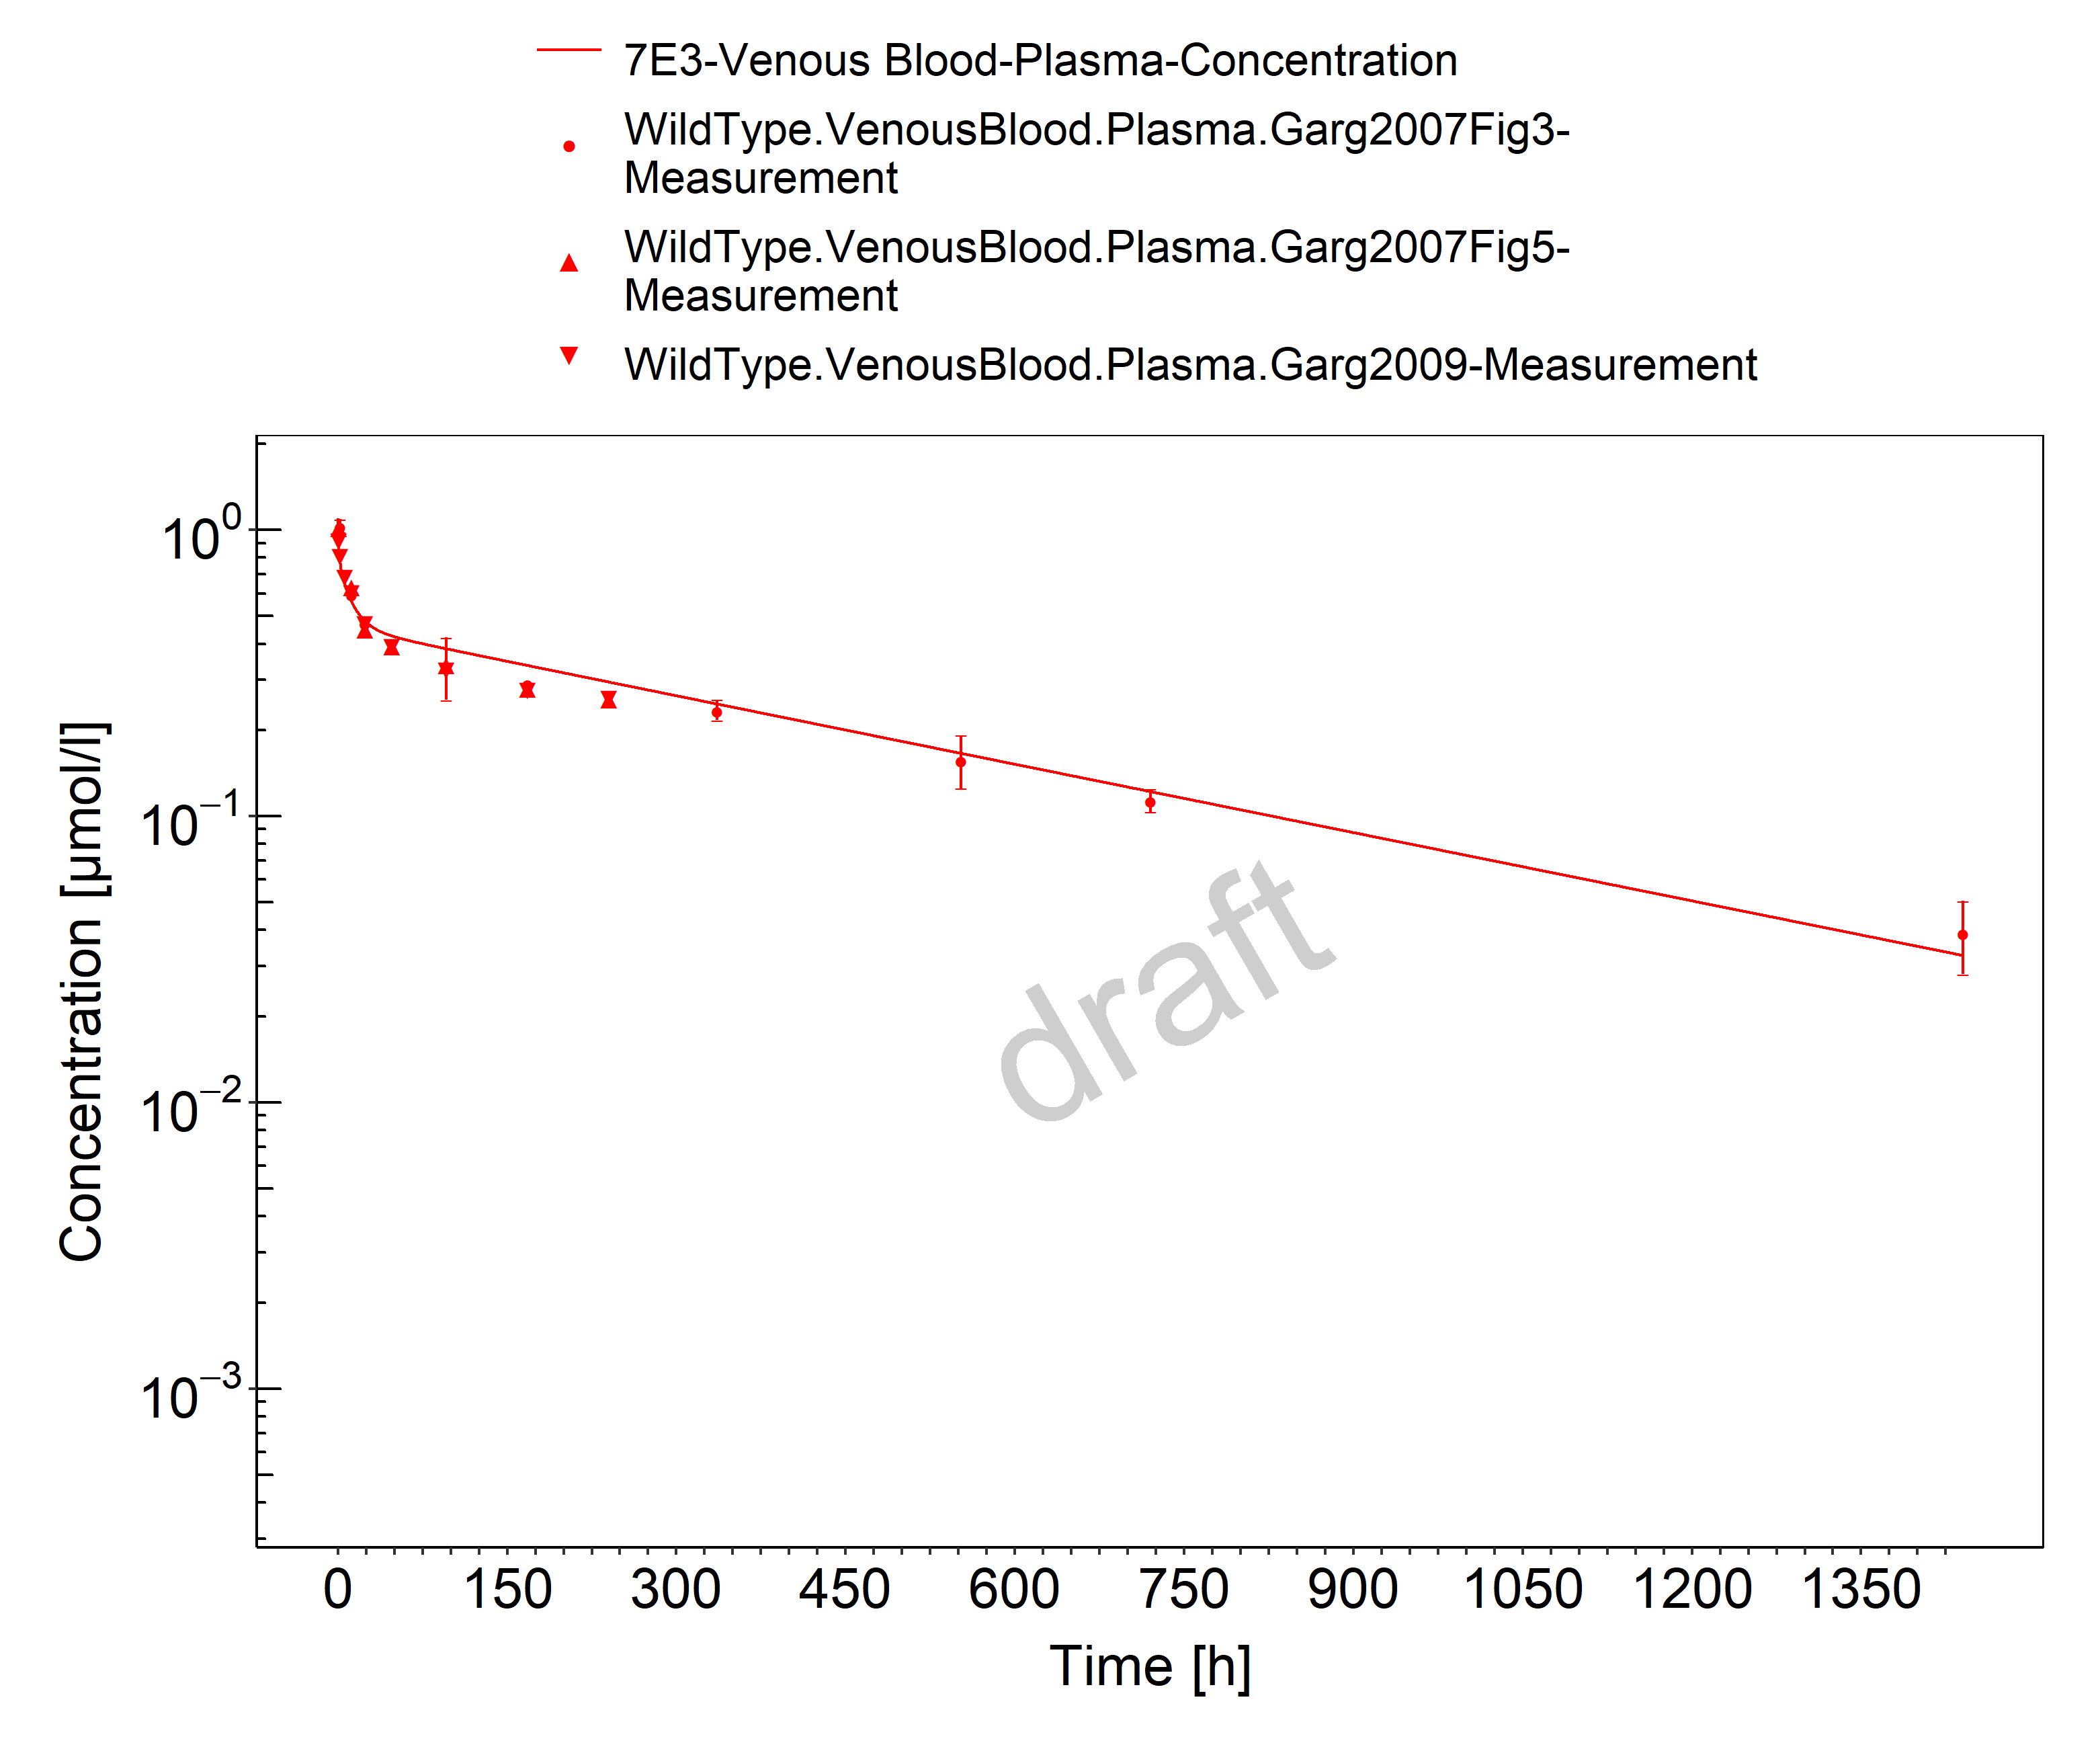 7E3-Venous Blood-Plasma-Concentration
WildType.VenousBlood.Plasma.Garg2007Fig3-
Measurement
WildType.VenousBlood.Plasma.Garg2007Fig5-
Measurement
WildType.VenousBlood.Plasma.Garg2009-Measurement
Concentration [µmol/l]
10⁰
10⁻¹
10⁻²
10⁻³
draft
0 150 300 450 600 750 900 1050 1200 1350
Time [h]